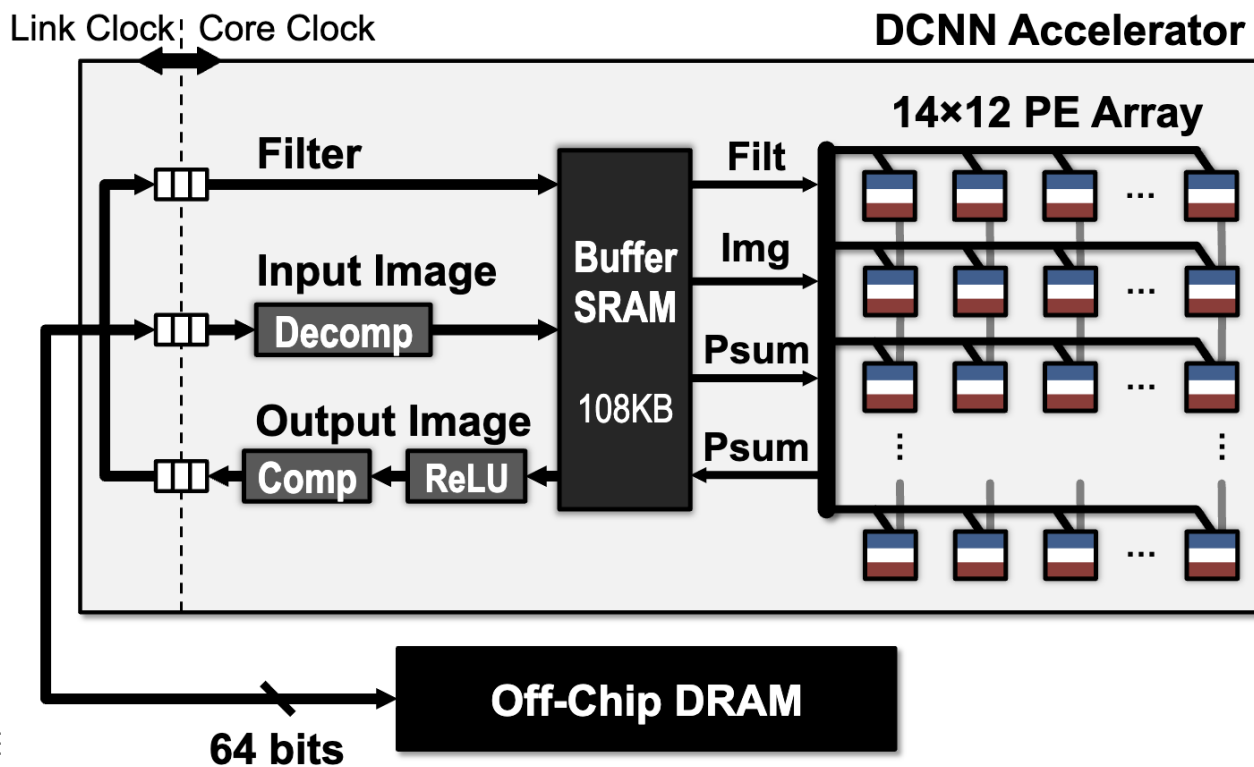 Link Clock Core Clock
DCNN Accelerator
14×12 PE Array
Filter
Filt
Input Image
Img
Buffer
SRAM
Decomp
Psum
108KB
Output Image
Psum
Comp
ReLU
...
...
...
...
...
...
Off-Chip DRAM
64 bits